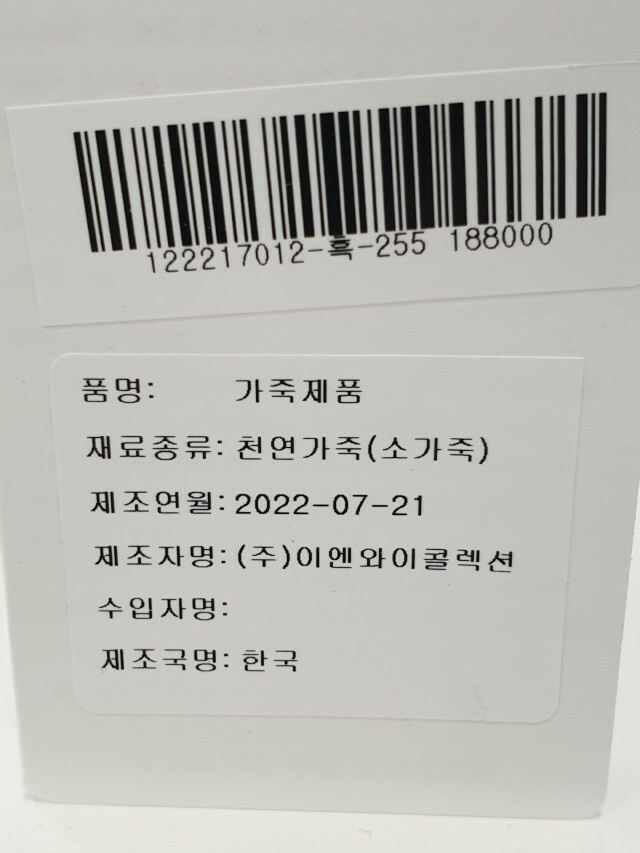 122217012-흑-255 188000
품명: 가죽제품
재료종류: 천연가죽(소가죽)
제조연월: 2022-07-21
제조자명: (주)이엔와이콜렉션
수입자명:
제조국명: 한국